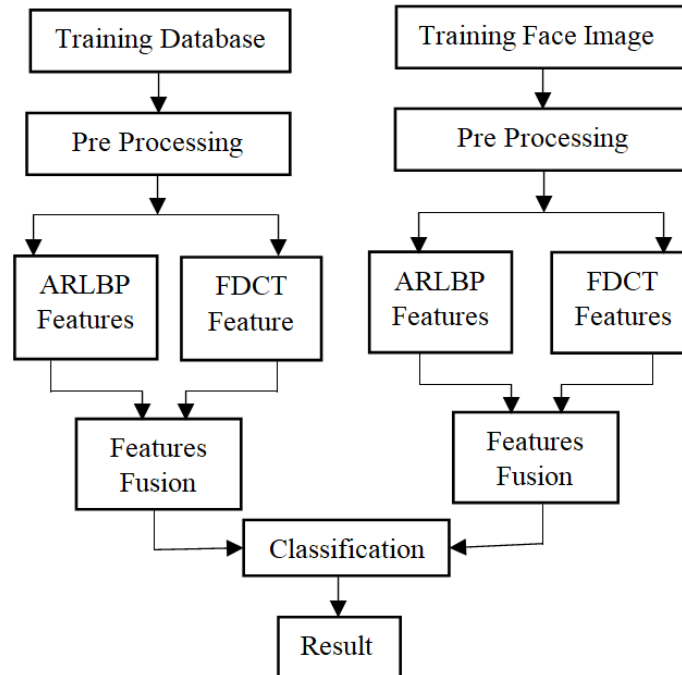 Training Database
Training Face Image
Pre Processing
Pre Processing
ARLBP
Features
FDCT
Feature
ARLBP
Features
FDCT
Features
Features
Fusion
Features
Fusion
Classification
Result